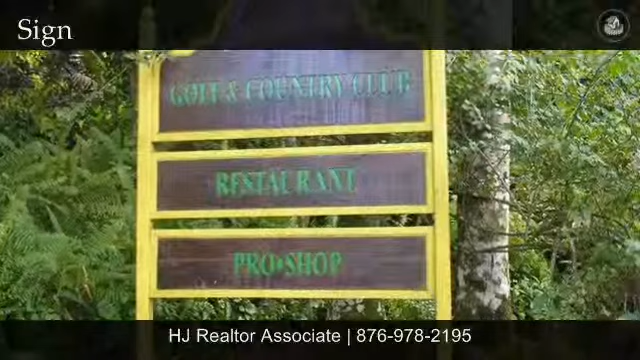 Sign
GOLF & COUNTRY CLUB
RESTAURANT
PRO•SHOP
HJ Realtor Associate | 876-978-2195